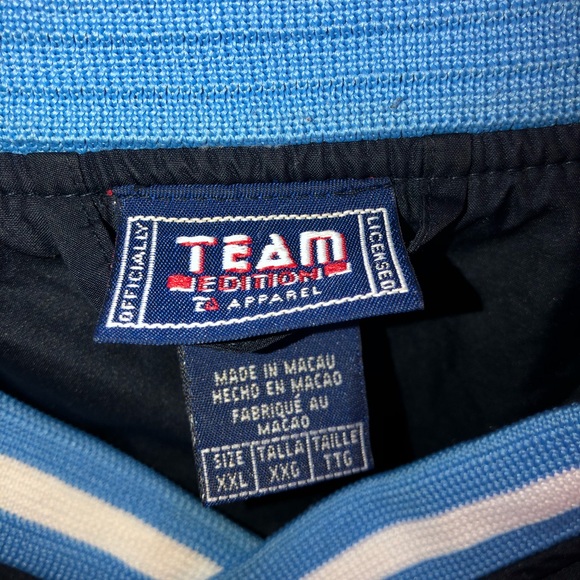 OFFICIALLY
TEAM
EDITION
APPAREL
LICENSED
MADE IN MACAU
HECHO EN MACAO
FABRIQUÉ AU
MACAO
SIZE TALLA TAILLE
XXL XXG TTG